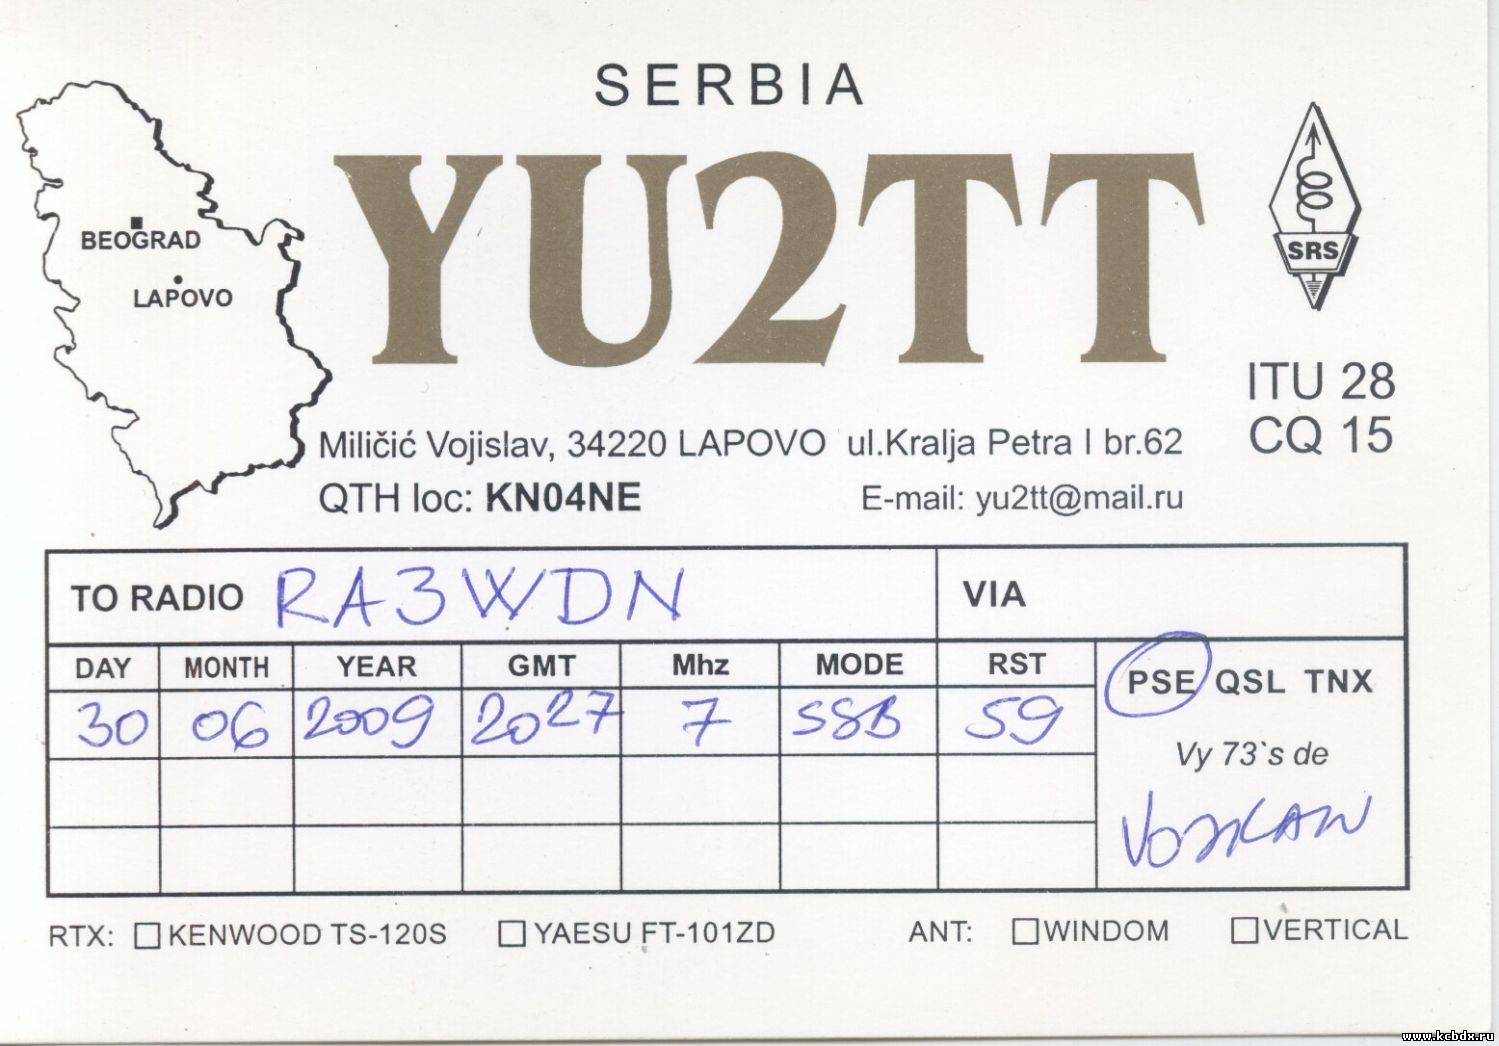 SERBIA
YU2TT
BEOGRAD
LAPOVO
SRS
ITU 28
CQ 15
Miličić Vojislav, 34220 LAPOVO ul.Kralja Petra I br.62
QTH loc: KN04NE E-mail: yu2tt@mail.ru
TO RADIO RA3WDN VIA
DAY MONTH YEAR GMT Mhz MODE RST
30 06 2009 2027 7 SSB 59
PSE QSL TNX
Vy 73`s de
RTX: KENWOOD TS-120S YAESU FT-101ZD ANT: WINDOM VERTICAL
www.kcbdx.ru